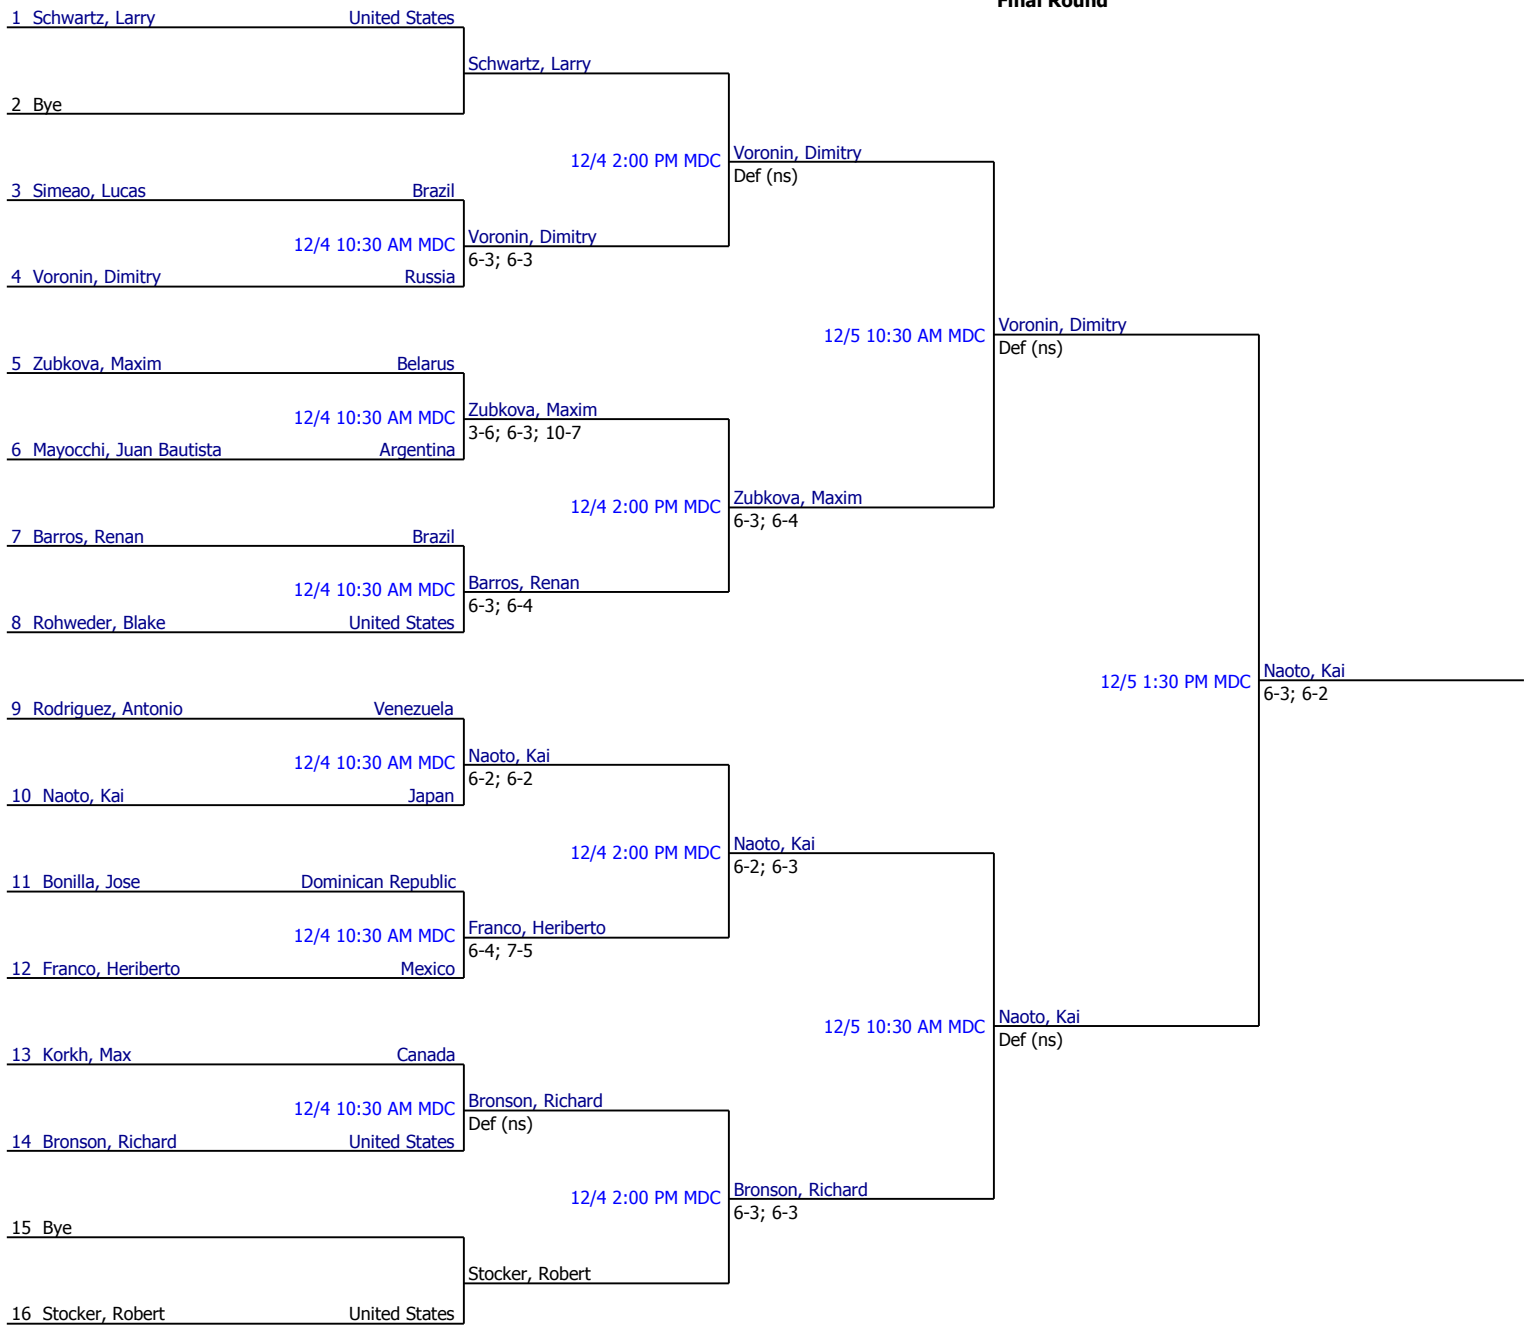 Final Round
1 Schwartz, Larry United States
Schwartz, Larry
2 Bye
12/4 2:00 PM MDC Voronin, Dimitry
Def (ns)
3 Simeao, Lucas Brazil
12/4 10:30 AM MDC Voronin, Dimitry
6-3; 6-3
4 Voronin, Dimitry Russia
12/5 10:30 AM MDC Voronin, Dimitry
Def (ns)
5 Zubkova, Maxim Belarus
12/4 10:30 AM MDC Zubkova, Maxim
3-6; 6-3; 10-7
6 Mayocchi, Juan Bautista Argentina
12/4 2:00 PM MDC Zubkova, Maxim
6-3; 6-4
7 Barros, Renan Brazil
12/4 10:30 AM MDC Barros, Renan
6-3; 6-4
8 Rohweder, Blake United States
12/5 1:30 PM MDC Naoto, Kai
6-3; 6-2
9 Rodriguez, Antonio Venezuela
12/4 10:30 AM MDC Naoto, Kai
6-2; 6-2
10 Naoto, Kai Japan
12/4 2:00 PM MDC Naoto, Kai
6-2; 6-3
11 Bonilla, Jose Dominican Republic
12/4 10:30 AM MDC Franco, Heriberto
6-4; 7-5
12 Franco, Heriberto Mexico
12/5 10:30 AM MDC Naoto, Kai
Def (ns)
13 Korkh, Max Canada
12/4 10:30 AM MDC Bronson, Richard
Def (ns)
14 Bronson, Richard United States
12/4 2:00 PM MDC Bronson, Richard
6-3; 6-3
15 Bye
Stocker, Robert
16 Stocker, Robert United States